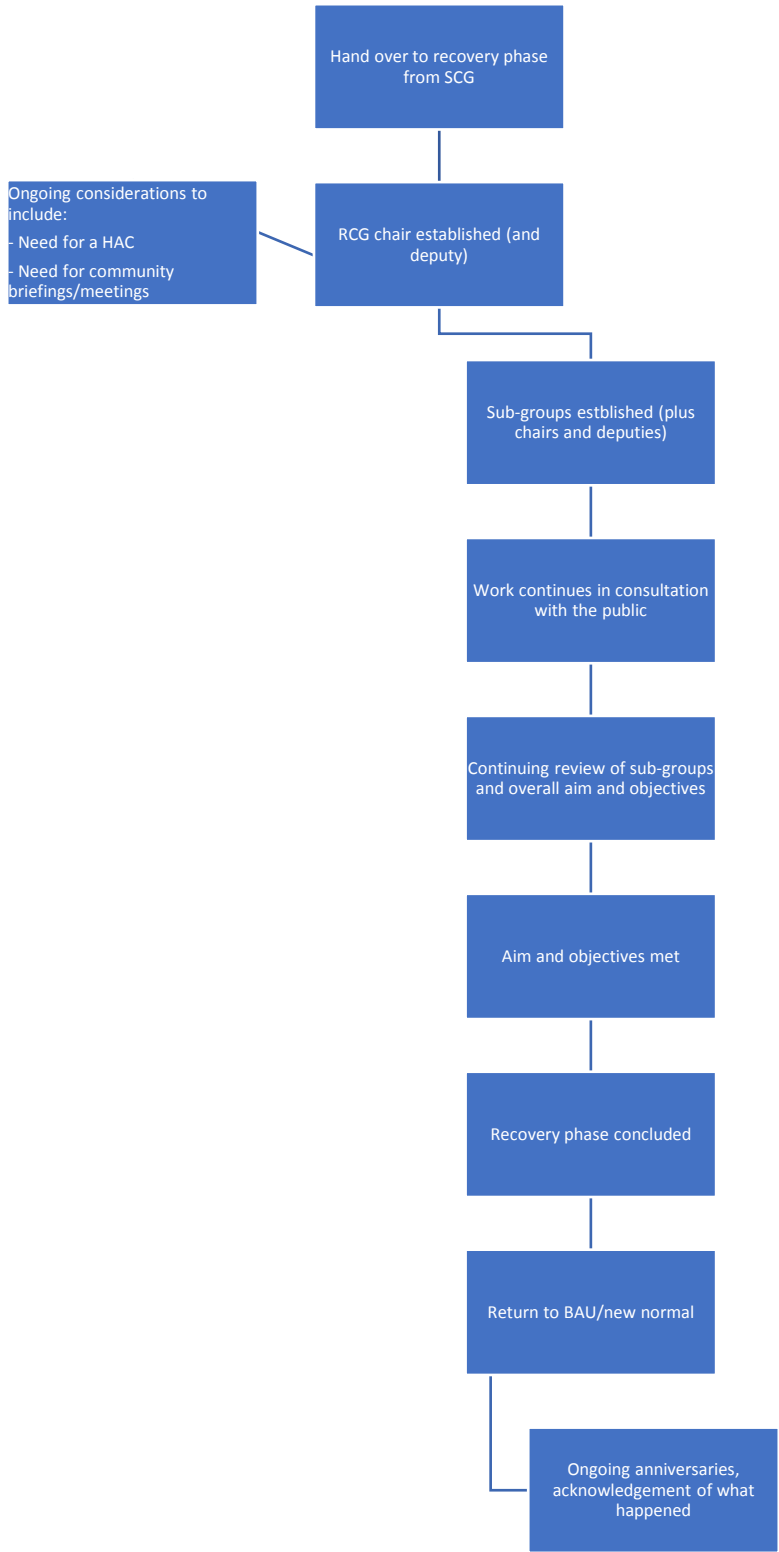 Hand over to recovery phase
from SCG
Ongoing considerations to
include:
- Need for a HAC
- Need for community
briefings/meetings
RCG chair established (and
deputy)
Sub-groups estblished (plus
chairs and deputies)
Work continues in consultation
with the public
Continuing review of sub-groups
and overall aim and objectives
Aim and objectives met
Recovery phase concluded
Return to BAU/new normal
Ongoing anniversaries,
acknowledgement of what
happened